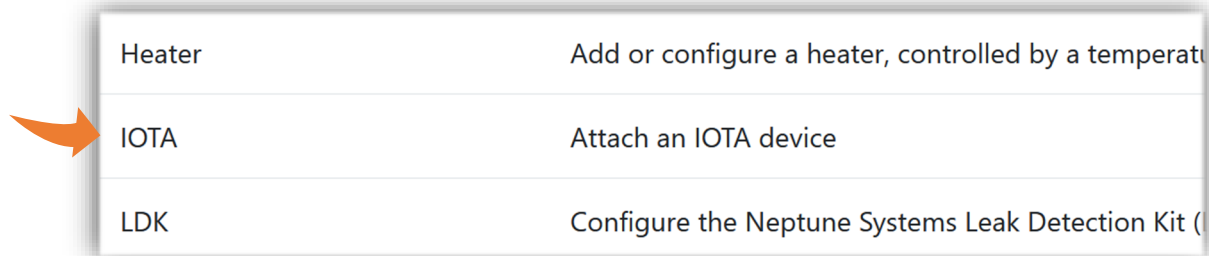 Heater Add or configure a heater, controlled by a
IOTA Attach an IOTA device
LDK Configure the Neptune Systems Leak Detection Kit (